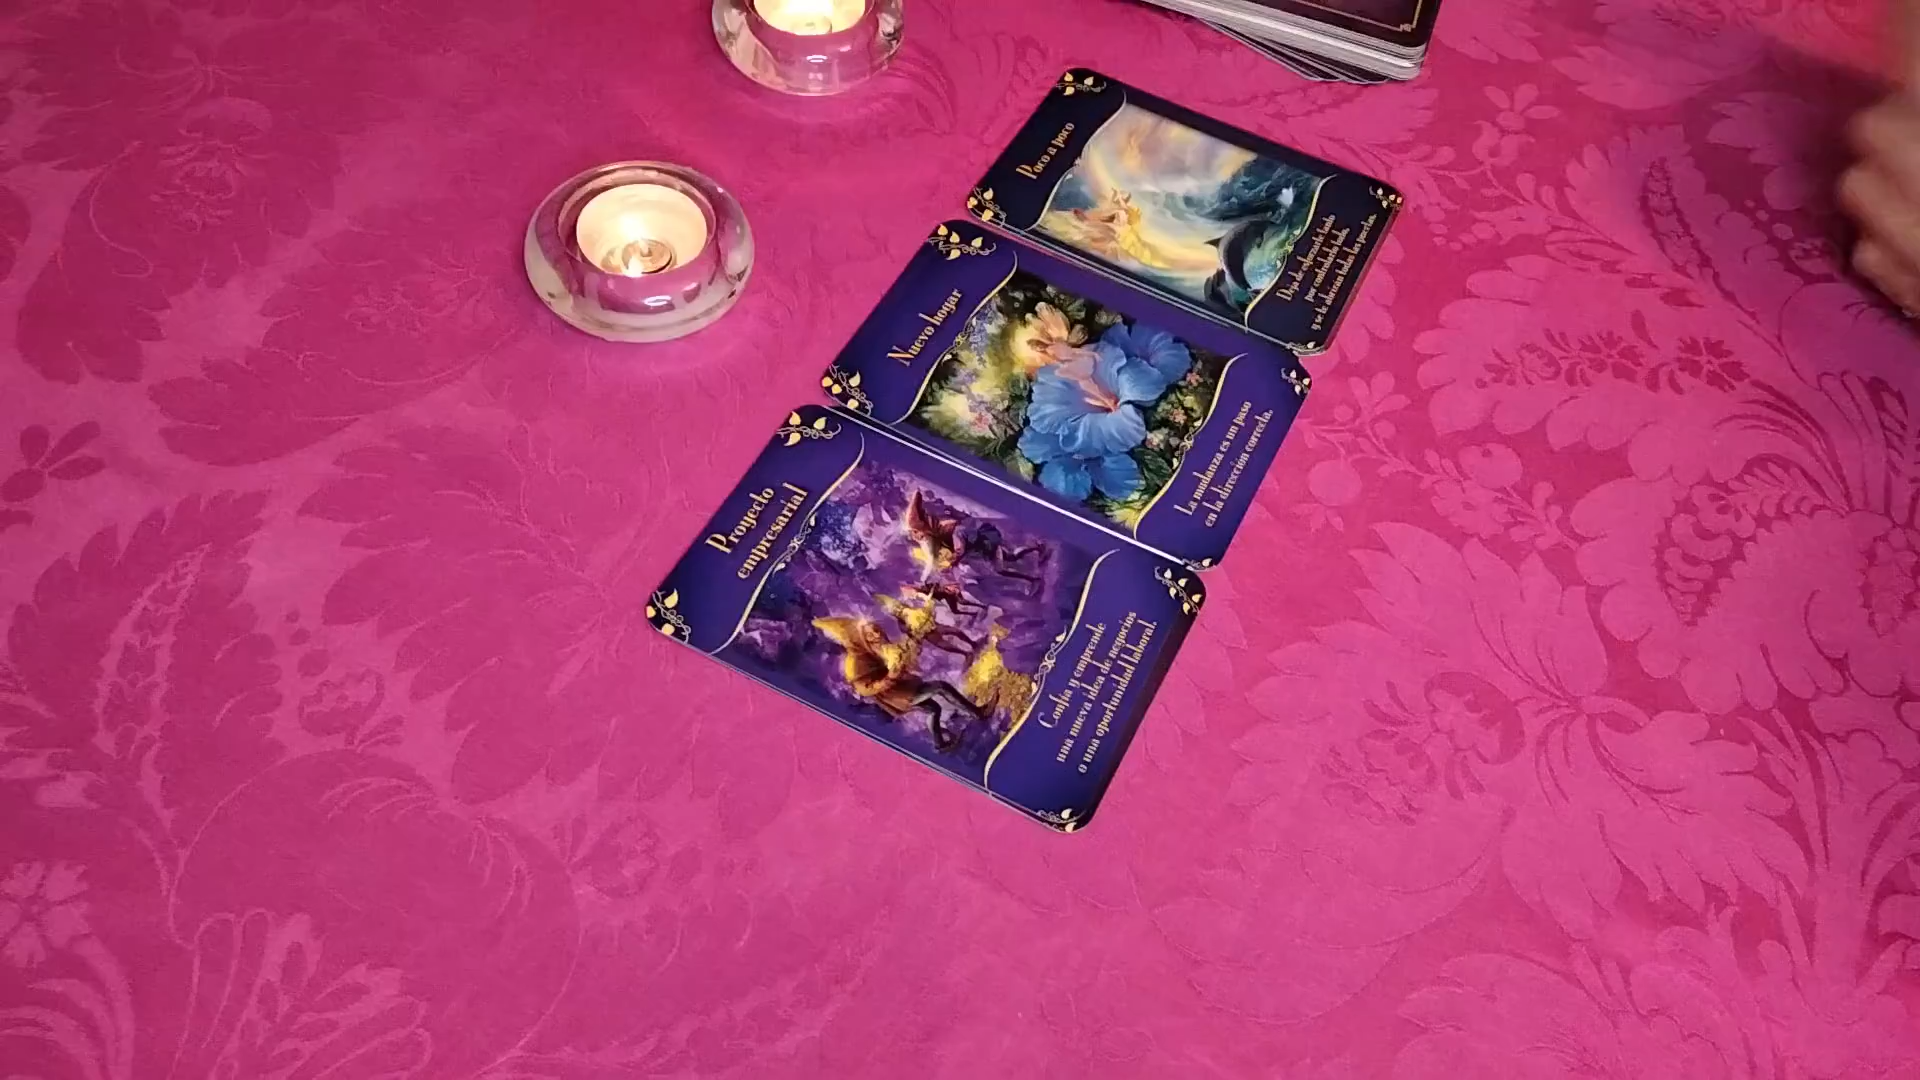 Poco a poco
Deja de esforzarte tanto
por controlarlo todo,
y se te abrirán todas las puertas.
Nuevo hogar
La mudanza es un paso
en la dirección correcta.
Proyecto
empresarial
Confía y emprende
una nueva idea de negocios
o una oportunidad laboral.